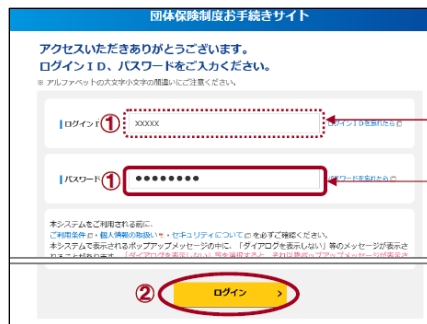 団体保険制度お手続きサイト
アクセスいただきありがとうございます。
ログインＩＤ、パスワードをご入力ください。
※ アルファベットの大文字小文字の間違いにご注意ください。
ログインI ① xxxxx ログインＩＤを忘れたら
パスワード ① ●●●●●●●● パスワードを忘れたら
本システムをご利用される前に、
ご利用条件・個人情報の取扱い・セキュリティについて を必ずご確認ください。
本システムで表示されるポップアップメッセージの中に、「ダイアログを表示しない」等のメッセージが表示さ
② ログイン >